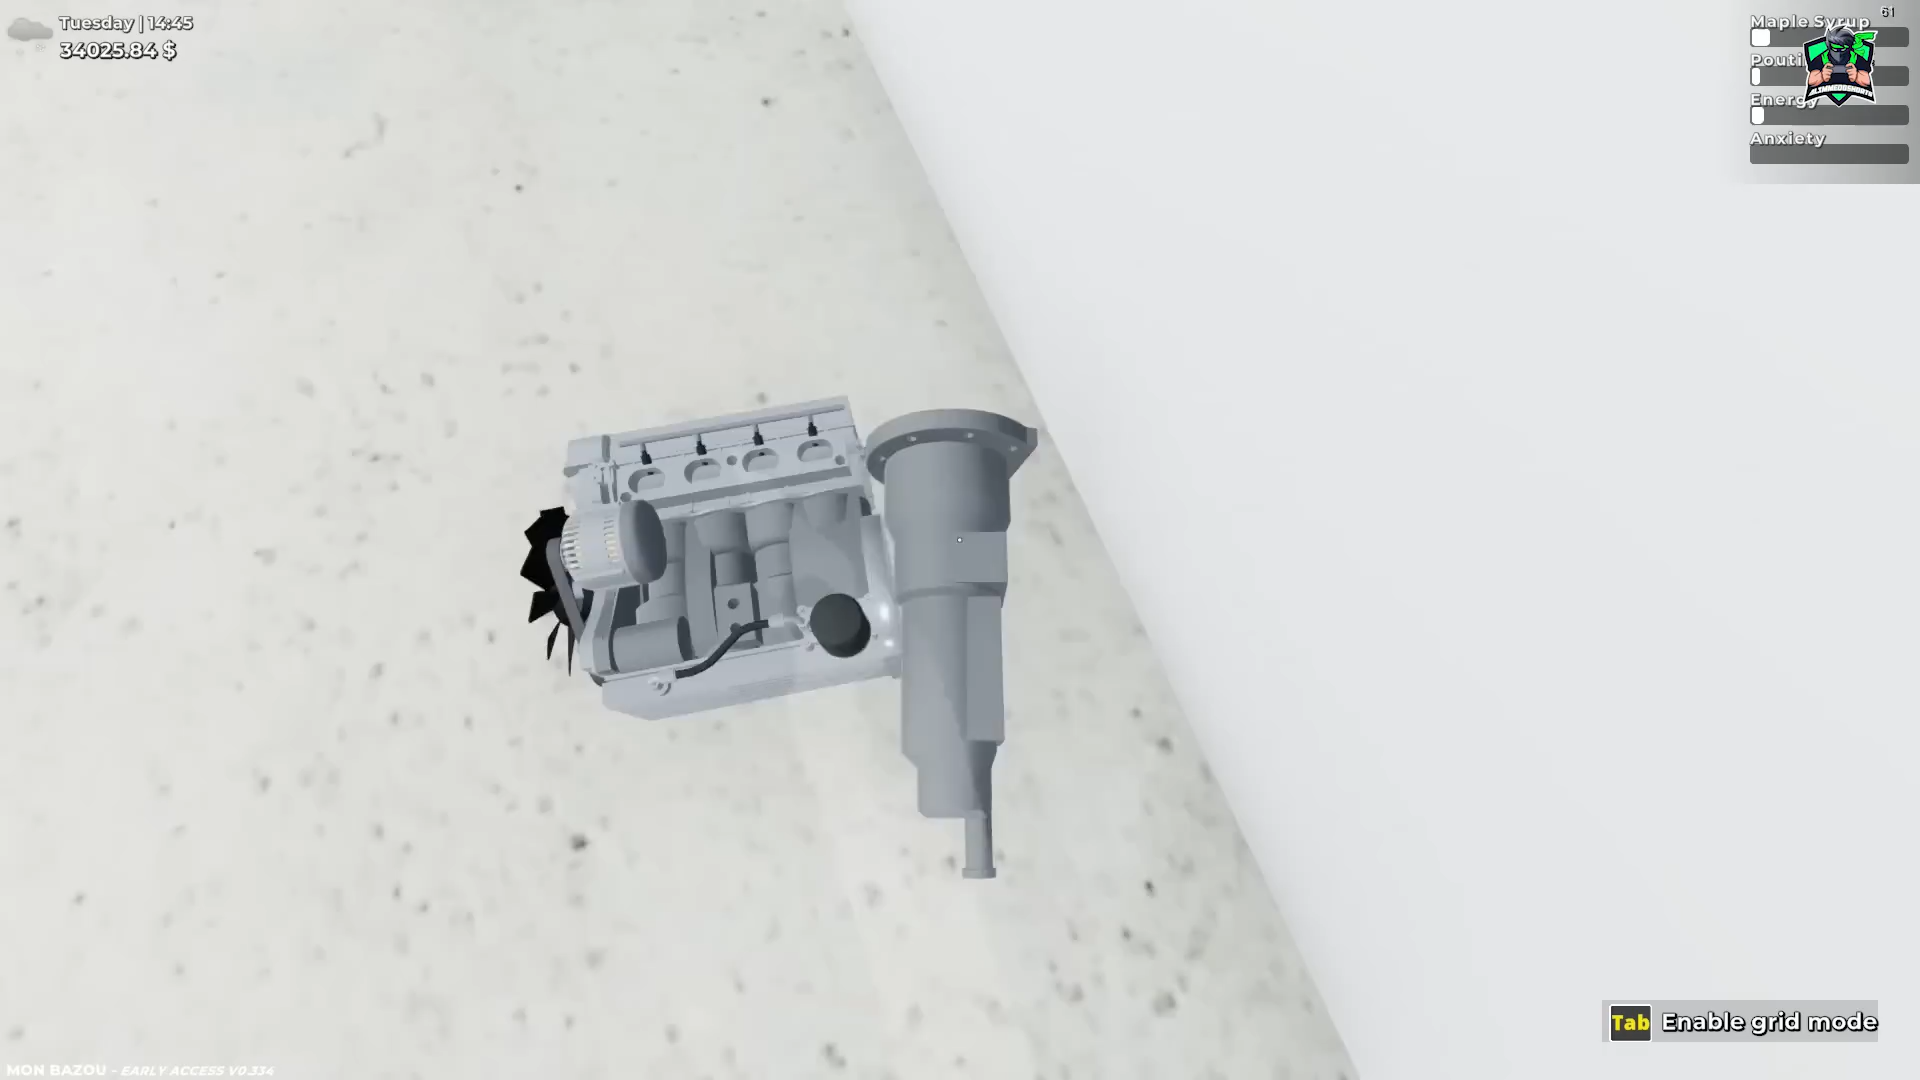 Tuesday | 14:45
34025.84 $
61
Maple Syrup
Pouti
Energy
Anxiety
Tab Enable grid mode
MON BAZOU - EARLY ACCESS V0.334